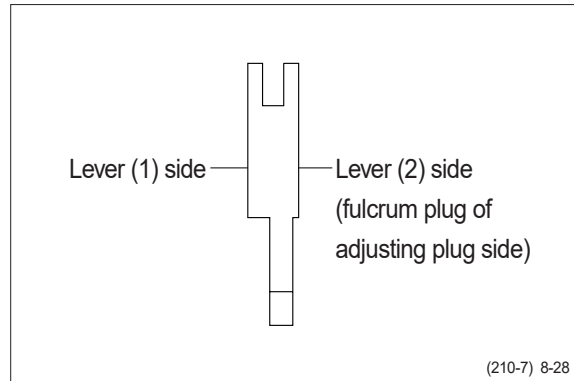 Lever (1) side
Lever (2) side
(fulcrum plug of
adjusting plug side)
(210-7) 8-28